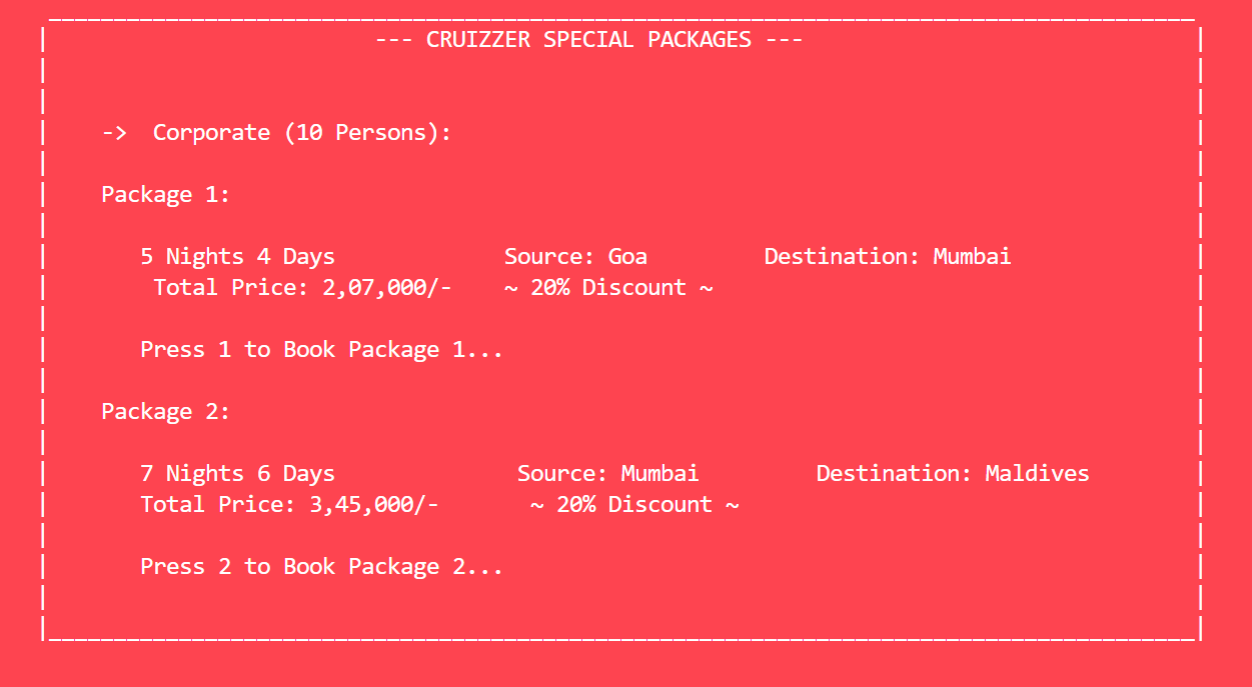 --- CRUIZZER SPECIAL PACKAGES ---
-> Corporate (10 Persons):
Package 1:
5 Nights 4 Days Source: Goa Destination: Mumbai
Total Price: 2,07,000/- ~ 20% Discount ~
Press 1 to Book Package 1...
Package 2:
7 Nights 6 Days Source: Mumbai Destination: Maldives
Total Price: 3,45,000/- ~ 20% Discount ~
Press 2 to Book Package 2...